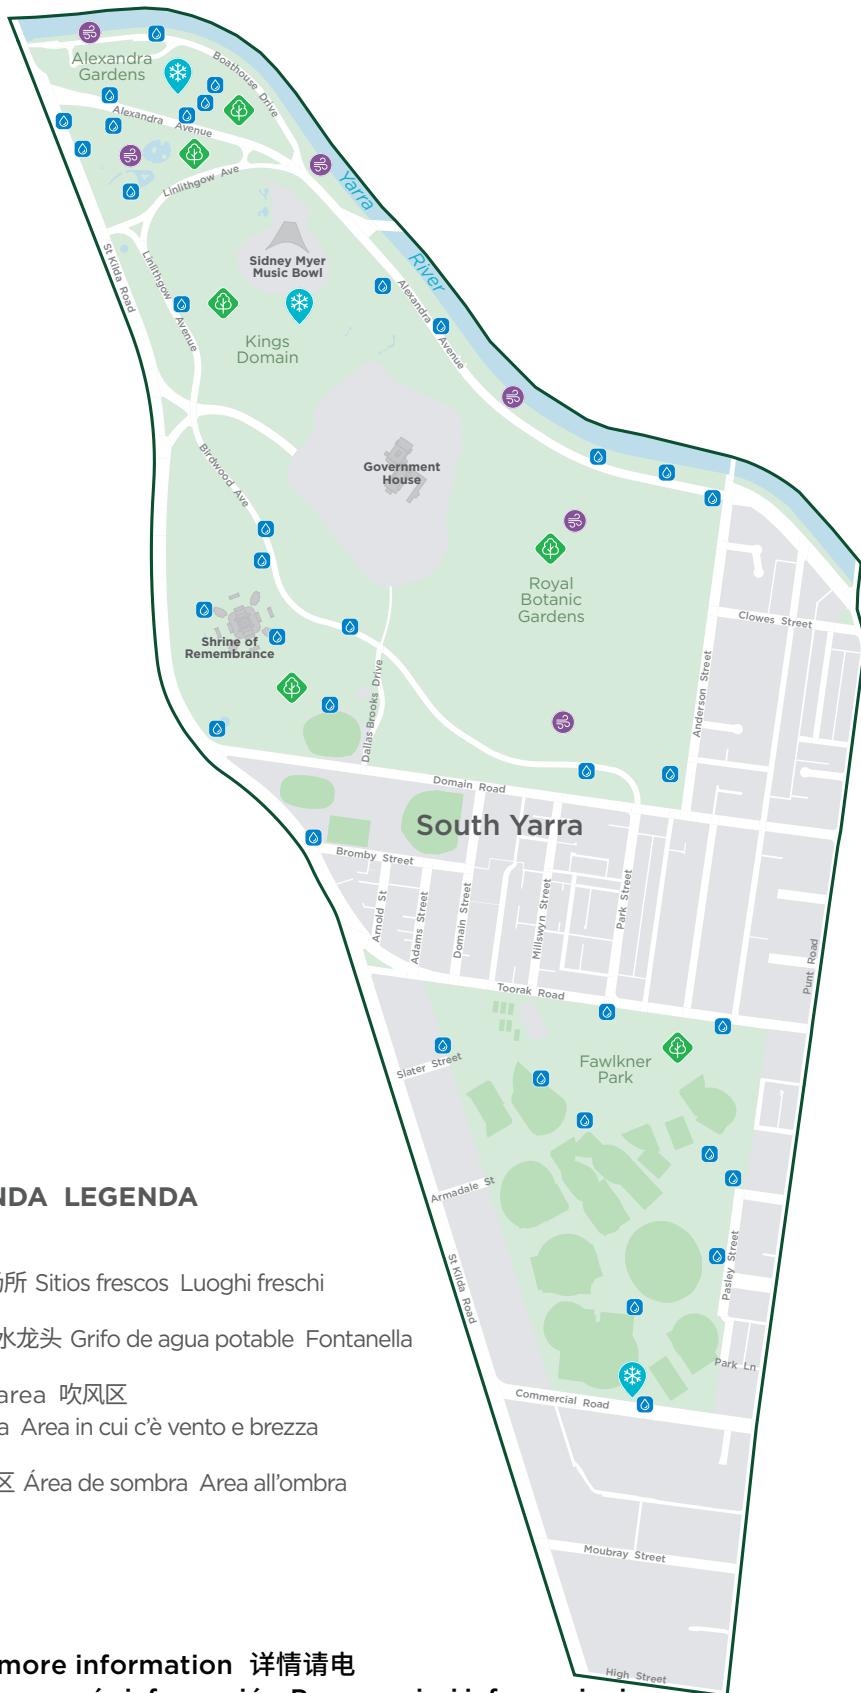 Alexandra
Gardens
Boathouse Drive
Alexandra Avenue
Linlithgow Ave
Yarra
River
St Kilda Road
Linlithgow Avenue
Sidney Myer
Music Bowl
Alexandra Avenue
Kings
Domain
Government
House
Birdwood Ave
Royal
Botanic
Gardens
Clowes Street
Shrine of
Remembrance
Anderson Street
Dallas Brooks Drive
Domain Road
South Yarra
Bromby Street
Arnold St
Adams Street
Domain Street
Millswyn Street
Park Street
Punt Road
Toorak Road
Slater Street
Fawlkner
Park
Armadale St
St Kilda Road
Pasley Street
Park Ln
Commercial Road
Moubray Street
High Street
NDA LEGENDA
所 Sitios frescos Luoghi freschi
水龙头 Grifo de agua potable Fontanella
area 吹风区
a Area in cui c'è vento e brezza
区 Área de sombra Area all'ombra
more information 详情请电